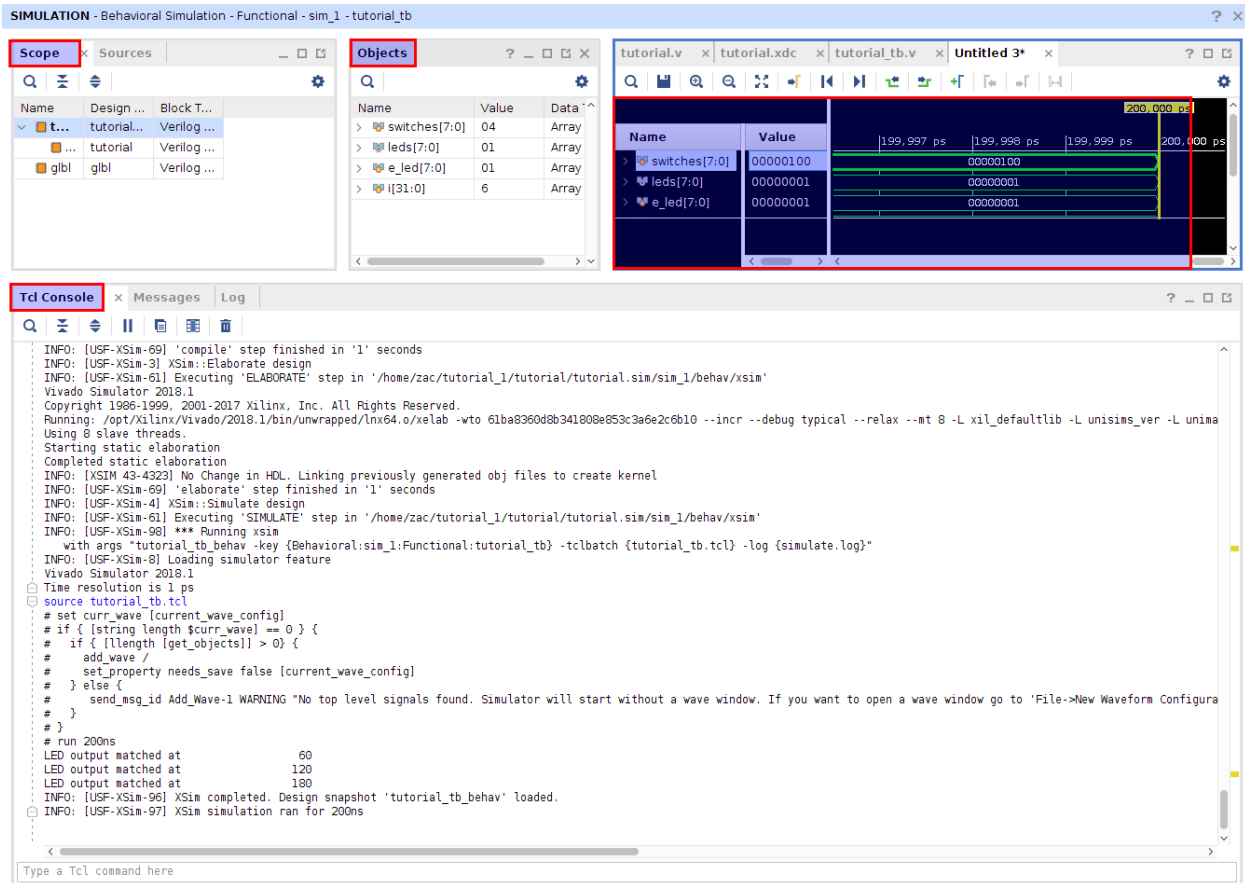 SIMULATION - Behavioral Simulation - Functional - sim_1 - tutorial_tb
Scope Sources
Name Design ... Block T...
t... tutorial... Verilog ...
... tutorial Verilog ...
glbl glbl Verilog ...
Objects
Name Value Data
switches[7:0] 04 Array
leds[7:0] 01 Array
e_led[7:0] 01 Array
i[31:0] 6 Array
tutorial.v tutorial.xdc tutorial_tb.v Untitled 3*
200,000 ps
Name Value 199,997 ps 199,998 ps 199,999 ps 200,000 ps
switches[7:0] 00000100 00000100
leds[7:0] 00000001 00000001
e_led[7:0] 00000001 00000001
Tcl Console Messages Log
INFO: [USF-XSim-69] 'compile' step finished in '1' seconds
INFO: [USF-XSim-3] XSim::Elaborate design
INFO: [USF-XSim-61] Executing 'ELABORATE' step in '/home/zac/tutorial_1/tutorial/tutorial.sim/sim_1/behav/xsim'
Vivado Simulator 2018.1
Copyright 1986-1999, 2001-2017 Xilinx, Inc. All Rights Reserved.
Running: /opt/Xilinx/Vivado/2018.1/bin/unwrapped/lnx64.o/xelab -wto 61ba8360d8b341808e853c3a6e2c6b10 --incr --debug typical --relax --mt 8 -L xil_defaultlib -L unisims_ver -L unima
Using 8 slave threads.
Starting static elaboration
Completed static elaboration
INFO: [XSIM 43-4323] No Change in HDL. Linking previously generated obj files to create kernel
INFO: [USF-XSim-69] 'elaborate' step finished in '1' seconds
INFO: [USF-XSim-4] XSim::Simulate design
INFO: [USF-XSim-61] Executing 'SIMULATE' step in '/home/zac/tutorial_1/tutorial/tutorial.sim/sim_1/behav/xsim'
INFO: [USF-XSim-98] *** Running xsim
with args "tutorial_tb_behav -key {Behavioral:sim_1:Functional:tutorial_tb} -tclbatch {tutorial_tb.tcl} -log {simulate.log}"
INFO: [USF-XSim-8] Loading simulator feature
Vivado Simulator 2018.1
Time resolution is 1 ps
source tutorial_tb.tcl
# set curr_wave [current_wave_config]
# if { [string length $curr_wave] == 0 } {
#   if { [llength [get_objects]] > 0} {
#     add_wave /
#     set_property needs_save false [current_wave_config]
#   } else {
#      send_msg_id Add_Wave-1 WARNING "No top level signals found. Simulator will start without a wave window. If you want to open a wave window go to 'File->New Waveform Configura
#   }
# }
# run 200ns
LED output matched at 60
LED output matched at 120
LED output matched at 180
INFO: [USF-XSim-96] XSim completed. Design snapshot 'tutorial_tb_behav' loaded.
INFO: [USF-XSim-97] XSim simulation ran for 200ns
Type a Tcl command here